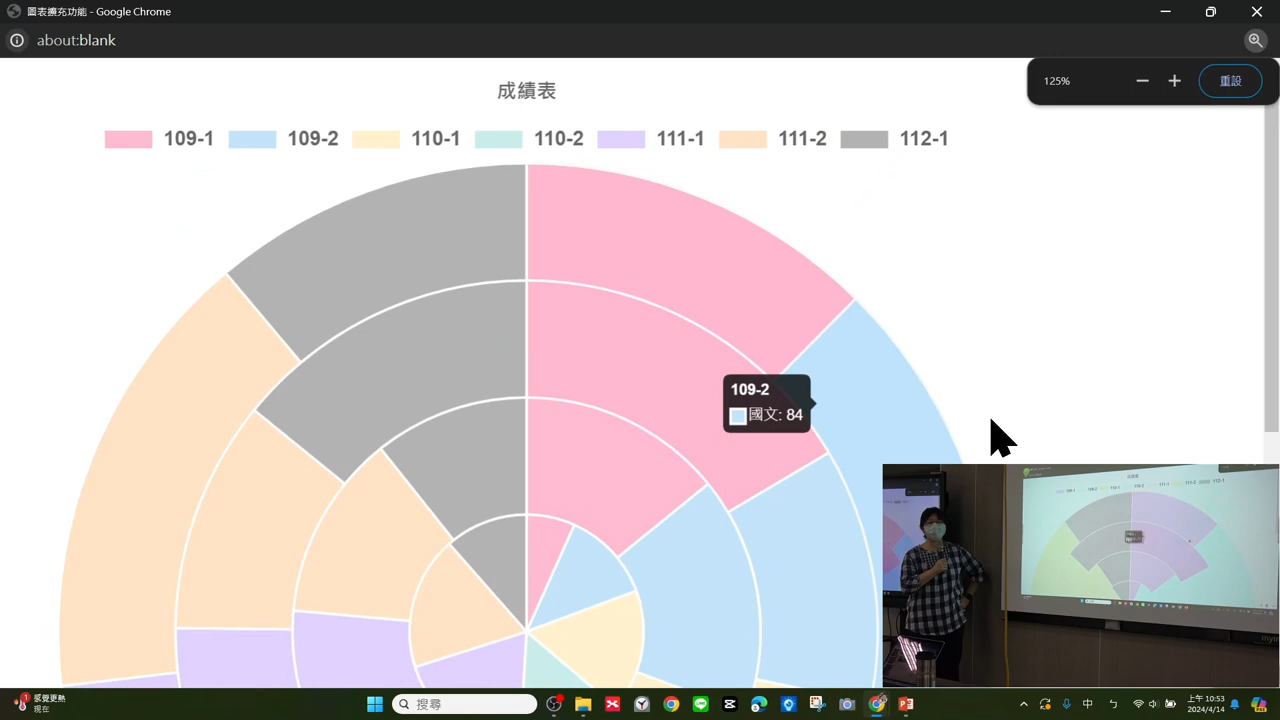 圖表擴充功能 - Google Chrome
about:blank
125%
重設
成績表
109-1
109-2
110-1
110-2
111-1
111-2
112-1
109-2
國文: 84
1
感覺更熱
現在
搜尋
中
上午 10:53
2024/4/14